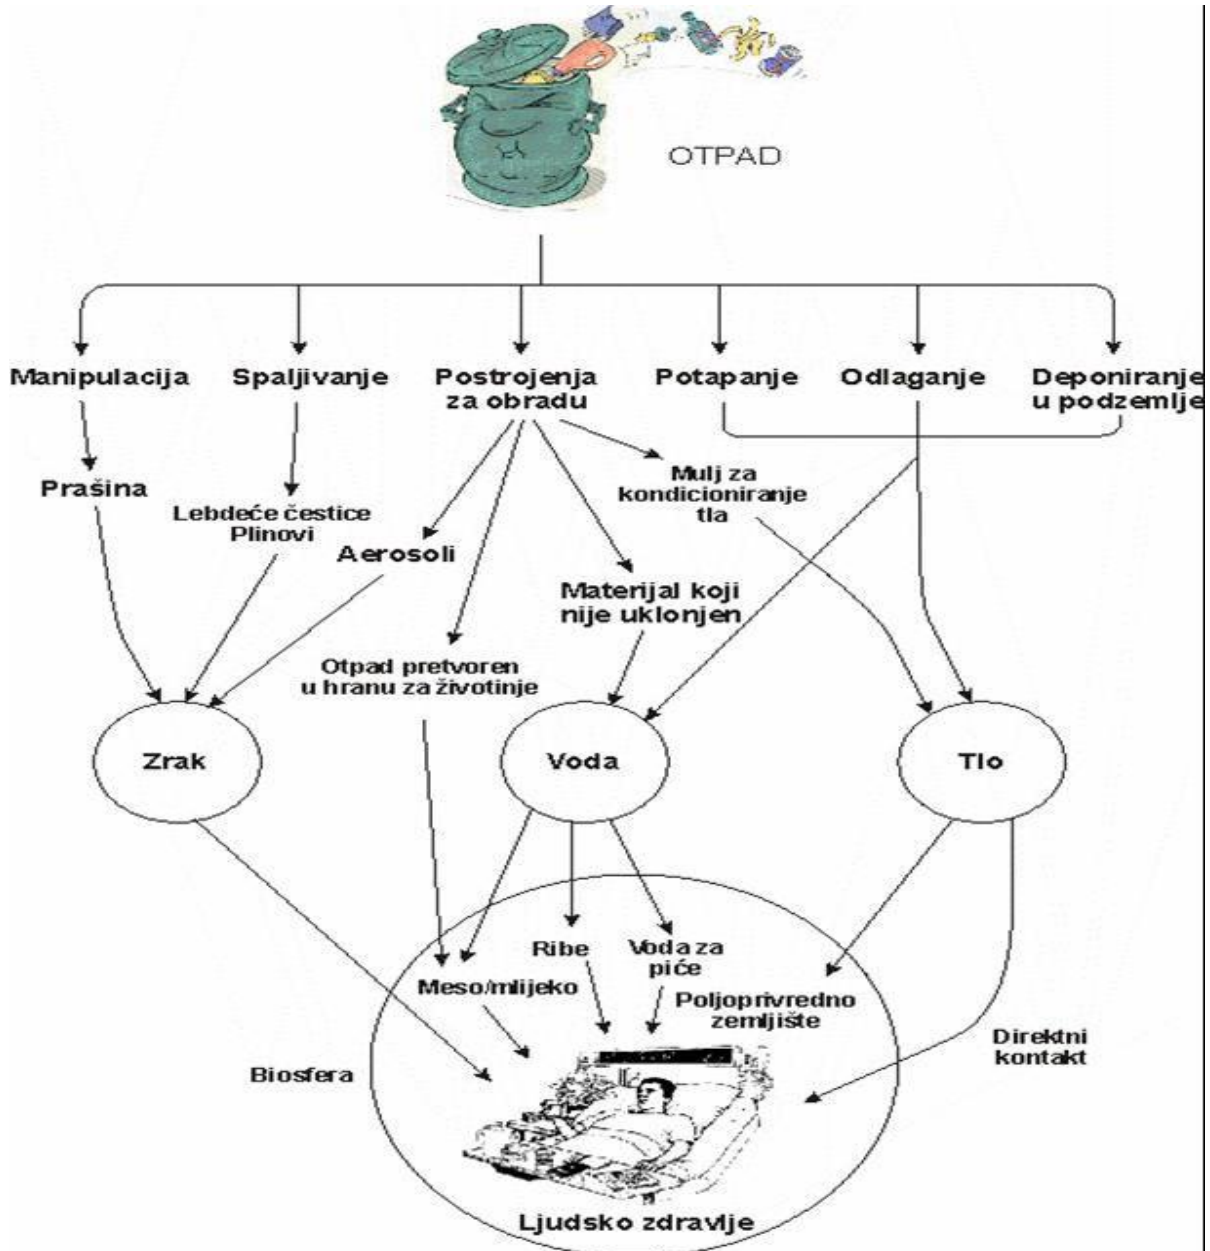 OTPAD
Manipulacija
Spaljivanje
Postrojenja
za obradu
Potapanje
Odlaganje
Deponiranje
u podzemlje
Prašina
Lebdeće čestice
Plinovi
Aerosoli
Mulj za
kondicioniranje
tla
Materijal koji
nije uklonjen
Otpad pretvoren
u hranu za životinje
Zrak
Voda
Tlo
Ribe
Voda za
piće
Meso/mlijeko
Poljoprivredno
zemljište
Direktni
kontakt
Biosfera
Ljudsko zdravlje